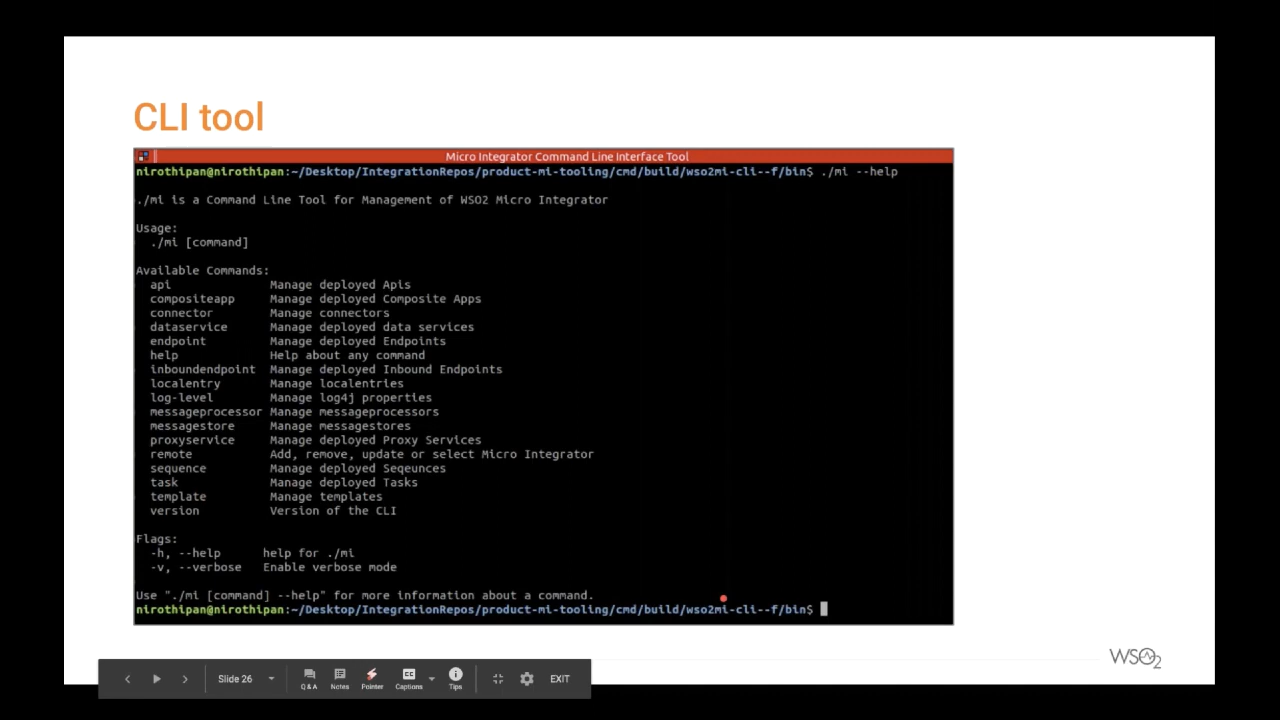 CLI tool
Micro Integrator Command Line Interface Tool
nirothipan@nirothipan:~/Desktop/IntegrationRepos/product-mi-tooling/cmd/build/wso2mi-cli--f/bin$ ./mi --help
./mi is a Command Line Tool for Management of WSO2 Micro Integrator
Usage:
./mi [command]
Available Commands:
api Manage deployed Apis
compositeapp Manage deployed Composite Apps
connector Manage connectors
dataservice Manage deployed data services
endpoint Manage deployed Endpoints
help Help about any command
inboundendpoint Manage deployed Inbound Endpoints
localentry Manage localentries
log-level Manage log4j properties
messageprocessor Manage messageprocessors
messagestore Manage messagestores
proxyservice Manage deployed Proxy Services
remote Add, remove, update or select Micro Integrator
sequence Manage deployed Seqeunces
task Manage deployed Tasks
template Manage templates
version Version of the CLI
Flags:
-h, --help help for ./mi
-v, --verbose Enable verbose mode
Use "./mi [command] --help" for more information about a command.
nirothipan@nirothipan:~/Desktop/IntegrationRepos/product-mi-tooling/cmd/build/wso2mi-cli--f/bin$
WSO2
Slide 26
Q&A Notes Pointer Captions Tips EXIT
CC